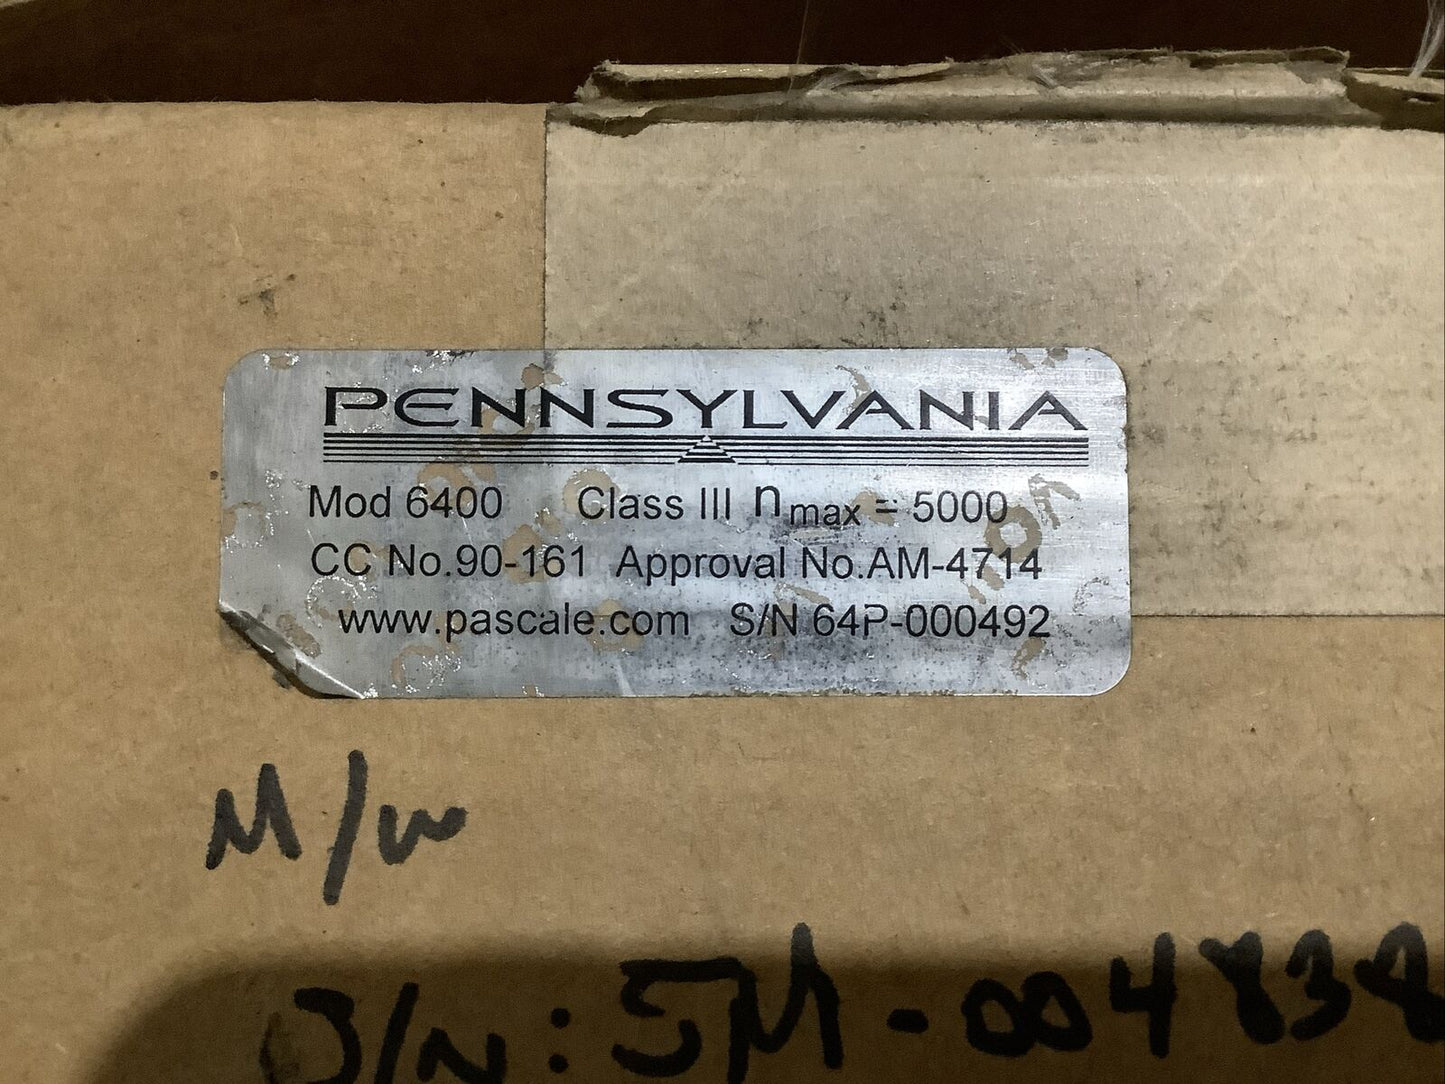 PENNSYLVANIA
Mod 6400 Class III nmax = 5000
CC No.90-161 Approval No.AM-4714
www.pascale.com S/N 64P-000492
M/W
S/N: 5M-004838